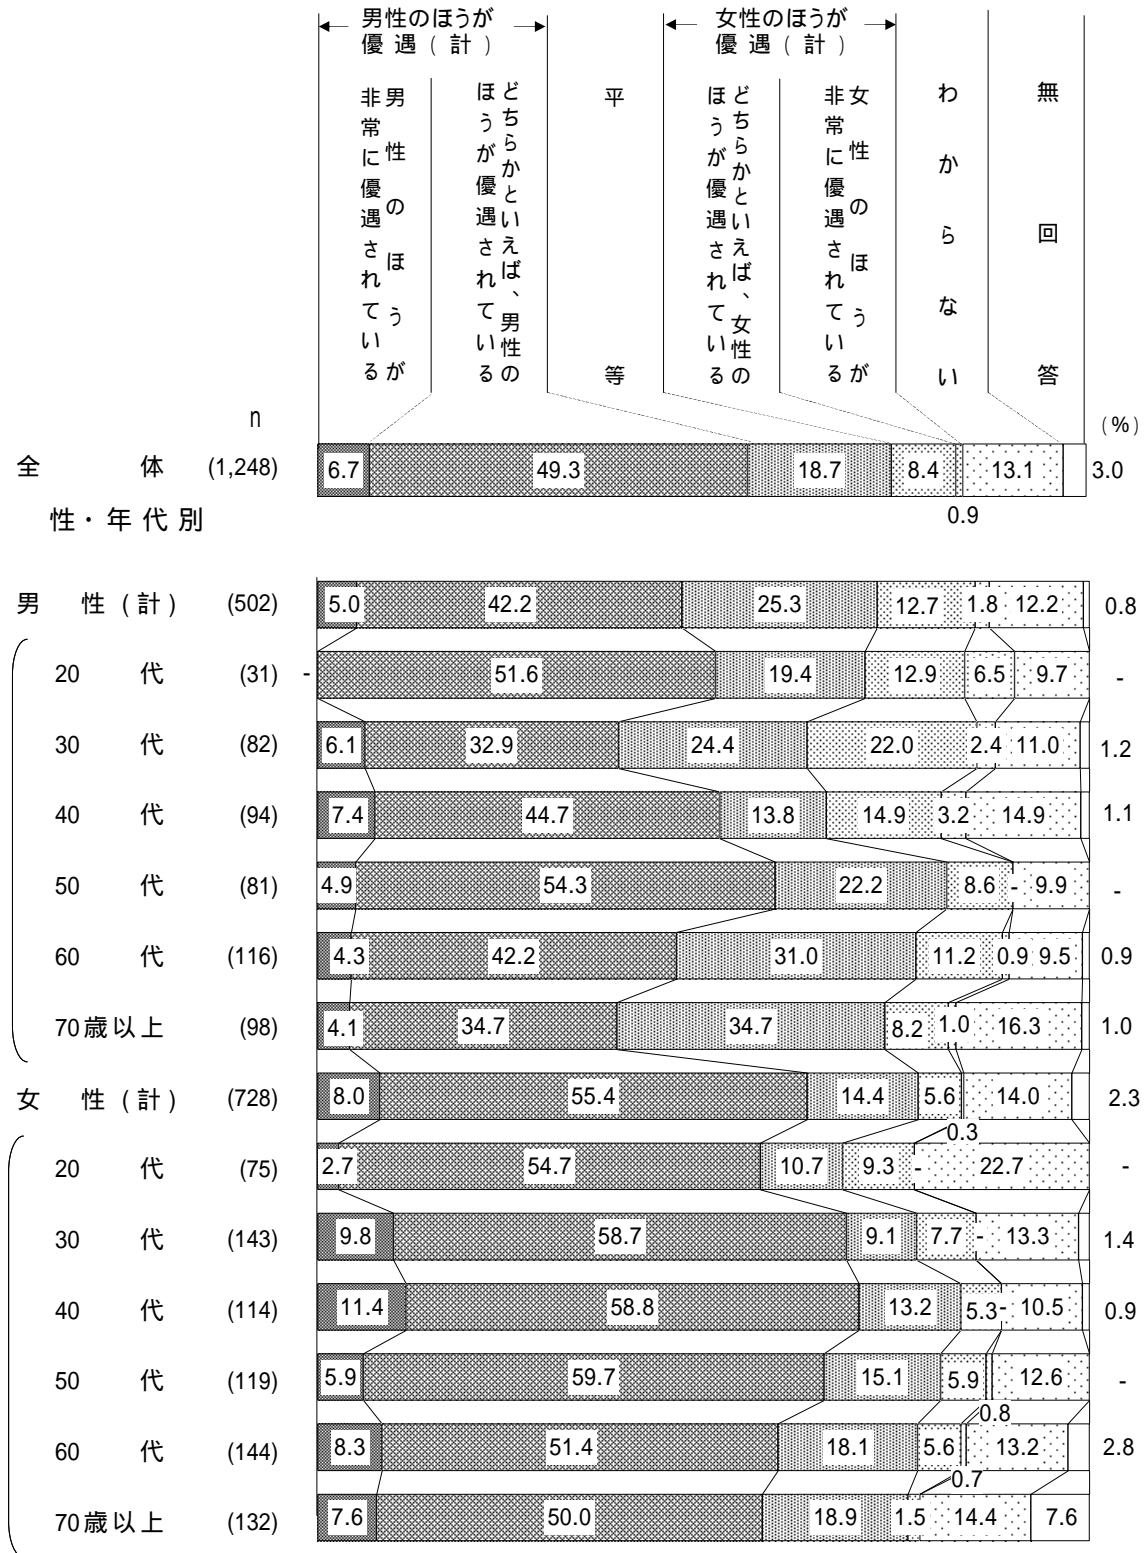 男性のほうが
優遇(計)
女性のほうが
優遇(計)
男性のほうが
非常に優遇されている
どちらかといえば、男性の
ほうが優遇されている
平等
どちらかといえば、女性の
ほうが優遇されている
女性のほうが
非常に優遇されている
わからない
無回答
n
(%)
全体 (1,248) 6.7 49.3 18.7 8.4 13.1 3.0
0.9
性・年代別
男性(計) (502) 5.0 42.2 25.3 12.7 1.8 12.2 0.8
20代 (31) - 51.6 19.4 12.9 6.5 9.7 -
30代 (82) 6.1 32.9 24.4 22.0 2.4 11.0 1.2
40代 (94) 7.4 44.7 13.8 14.9 3.2 14.9 1.1
50代 (81) 4.9 54.3 22.2 8.6 - 9.9 -
60代 (116) 4.3 42.2 31.0 11.2 0.9 9.5 0.9
70歳以上 (98) 4.1 34.7 34.7 8.2 1.0 16.3 1.0
女性(計) (728) 8.0 55.4 14.4 5.6 14.0 2.3
0.3
20代 (75) 2.7 54.7 10.7 9.3 - 22.7 -
30代 (143) 9.8 58.7 9.1 7.7 - 13.3 1.4
40代 (114) 11.4 58.8 13.2 5.3 - 10.5 0.9
50代 (119) 5.9 59.7 15.1 5.9 12.6 -
0.8
60代 (144) 8.3 51.4 18.1 5.6 13.2 2.8
0.7
70歳以上 (132) 7.6 50.0 18.9 1.5 14.4 7.6